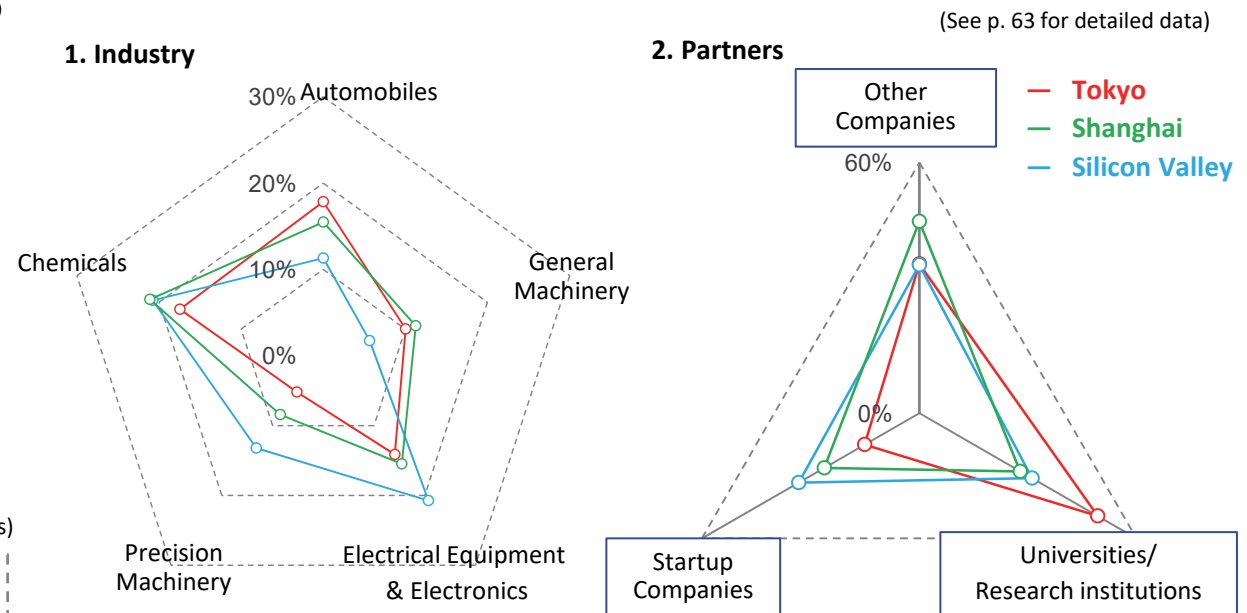 )
(See p. 63 for detailed data)
1. Industry
2. Partners
30%
Automobiles
20%
10%
0%
Chemicals
General
Machinery
Precision
Machinery
Electrical Equipment
& Electronics
s)
Other
Companies
Tokyo
Shanghai
Silicon Valley
60%
0%
Startup
Companies
Universities/
Research institutions